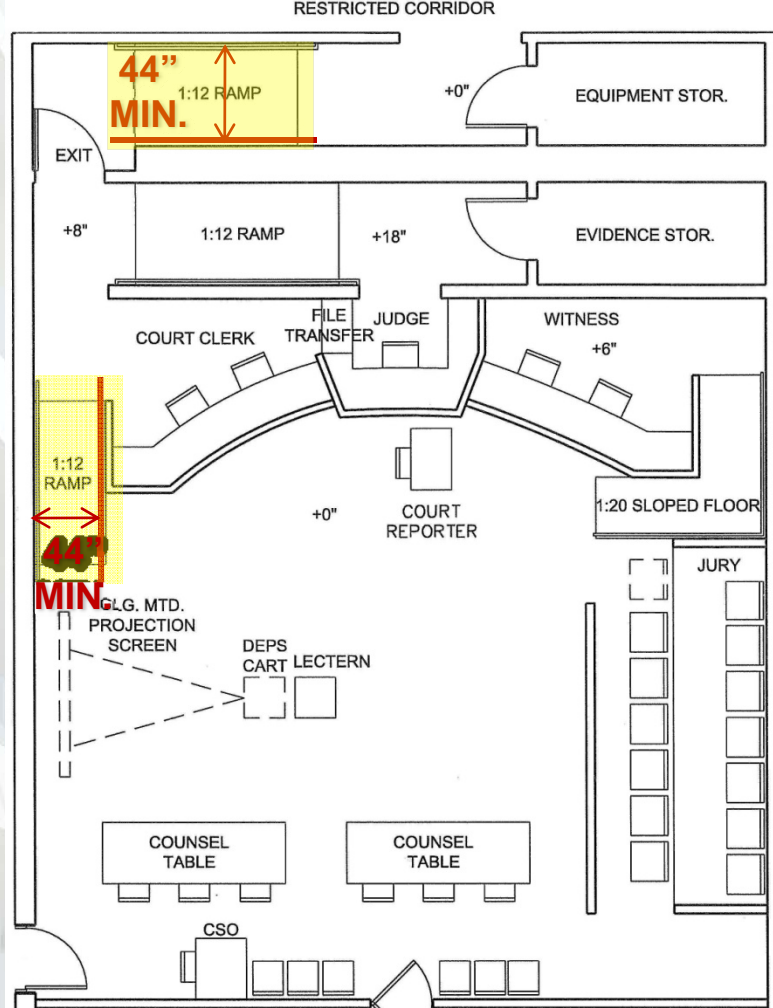 RESTRICTED CORRIDOR
44”
MIN.
1:12 RAMP
+0"
EQUIPMENT STOR.
EXIT
+8"
1:12 RAMP
+18"
EVIDENCE STOR.
COURT CLERK
FILE
TRANSFER
JUDGE
WITNESS
+6"
1:12
RAMP
44”
MIN.
+0"
COURT
REPORTER
1:20 SLOPED FLOOR
JURY
CLG. MTD.
PROJECTION
SCREEN
DEPS
CART
LECTERN
COUNSEL
TABLE
COUNSEL
TABLE
CSO